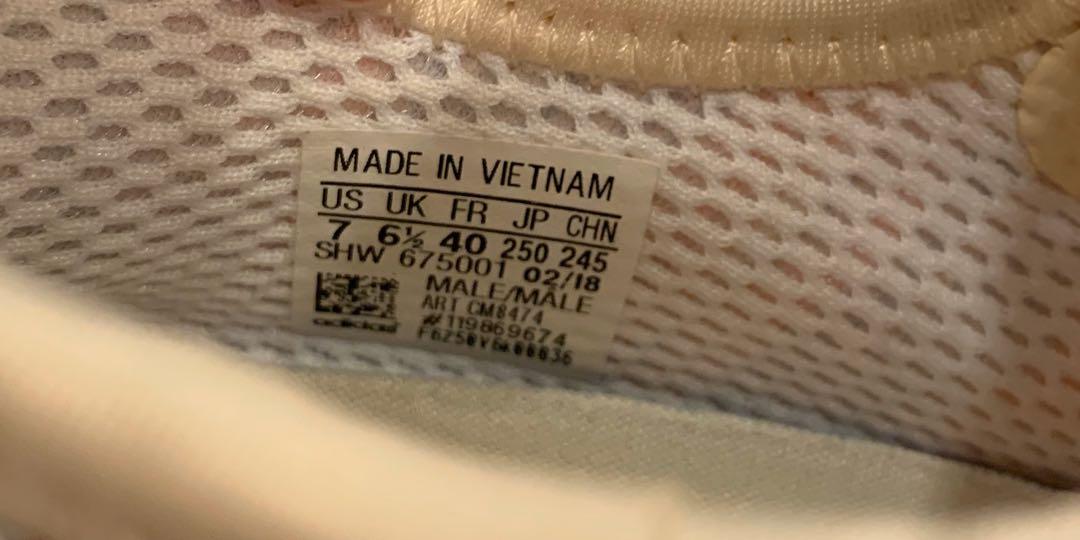 MADE IN VIETNAM
US UK FR JP CHN
7 6½ 40 250 245
SHW 675001 02/18
MALE/MALE
ART CM8474
#119869674
adidas